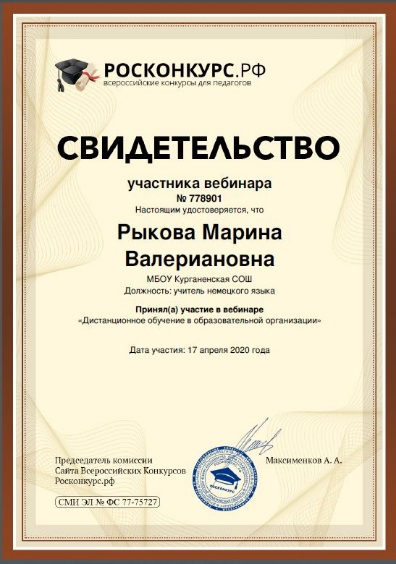 РОСКОНКУРС.РФ
всероссийские конкурсы для педагогов
СВИДЕТЕЛЬСТВО
участника вебинара
№ 778901
Настоящим удостоверяется, что
Рыкова Марина
Валериановна
МБОУ Курганенская СОШ
Должность: учитель немецкого языка
Принял(а) участие в вебинаре
«Дистанционное обучение в образовательной организации»
Дата участия: 17 апреля 2020 года
Председатель комиссии
Сайта Всероссийских Конкурсов
Росконкурс.рф
Максименков А. А.
РОСКОНКУРС
СМИ ЭЛ № ФС 77-75727